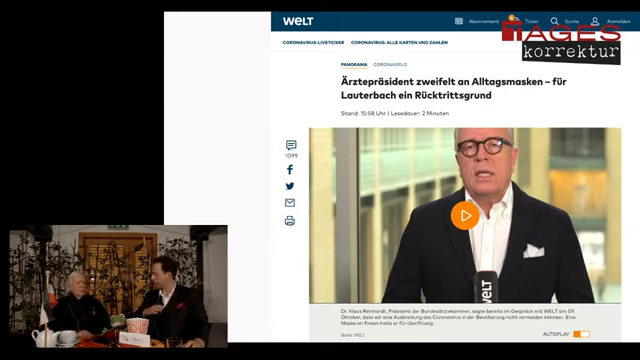 WELT
Abonnement
Ticker
Suche
Anmelden
TAGES
korrektur
CORONAVIRUS-LIVETICKER
CORONAVIRUS: ALLE KARTEN UND ZAHLEN
PANORAMA
CORONAVIRUS
Ärztepräsident zweifelt an Alltagsmasken – für
Lauterbach ein Rücktrittsgrund
Stand: 15:58 Uhr | Lesedauer: 2 Minuten
1099
WELT
Dr. Klaus Reinhardt, Präsident der Bundesärztekammer, sagte bereits im Gespräch mit WELT am 09.
Oktober, dass wir eine Ausbreitung des Coronavirus in der Bevölkerung nicht vermeiden könnten. Eine
Maske im Freien halte er für überflüssig.
Quelle: WELT
AUTOPLAY